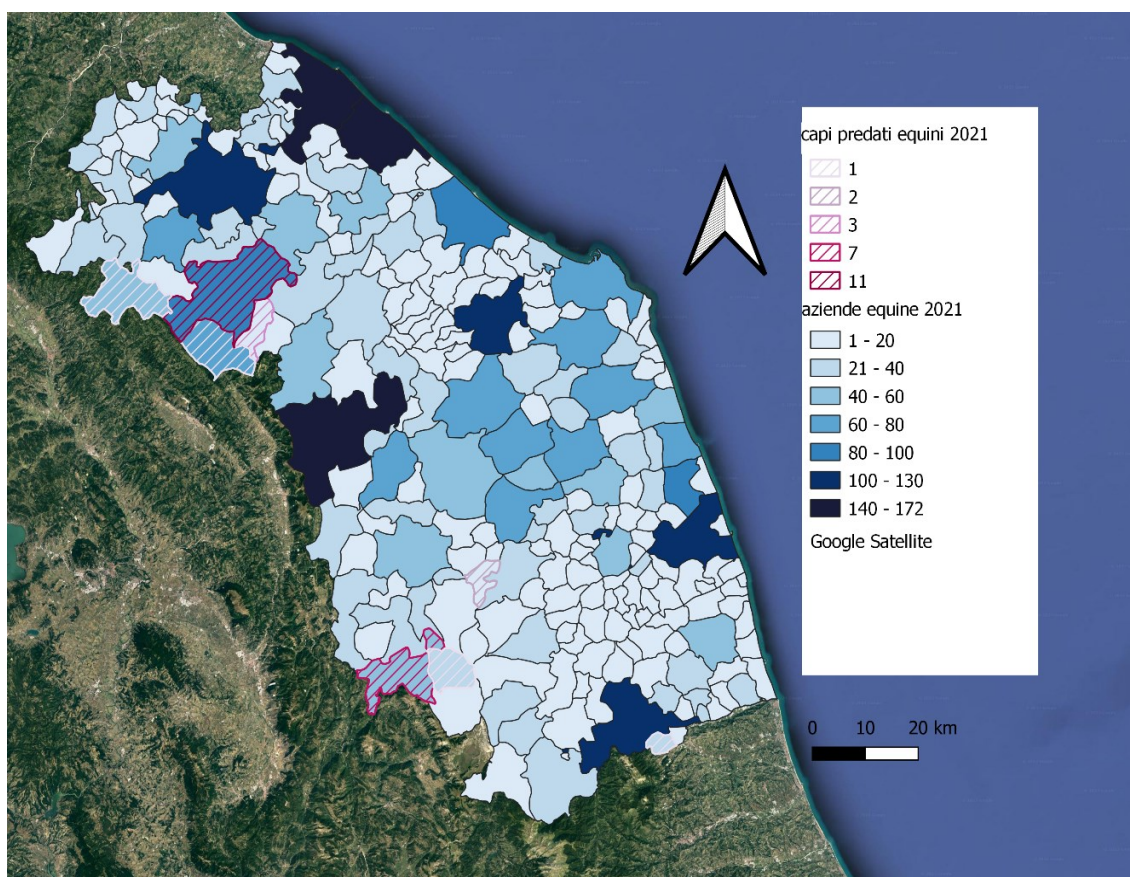 capi predati equini 2021
1
2
3
7
11
aziende equine 2021
1 - 20
21 - 40
40 - 60
60 - 80
80 - 100
100 - 130
140 - 172
Google Satellite
0 10 20 km